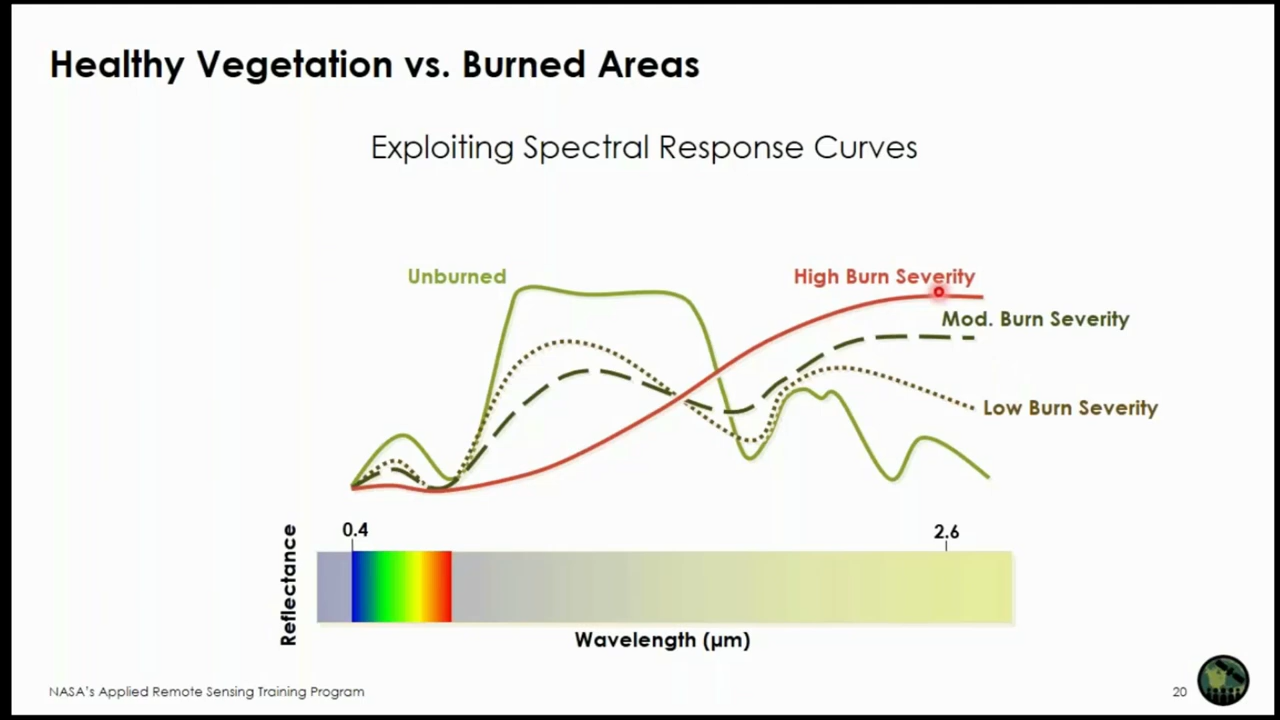 Healthy Vegetation vs. Burned Areas
Exploiting Spectral Response Curves
Unburned
High Burn Severity
Mod. Burn Severity
Low Burn Severity
0.4
2.6
Reflectance
Wavelength (µm)
NASA's Applied Remote Sensing Training Program
20